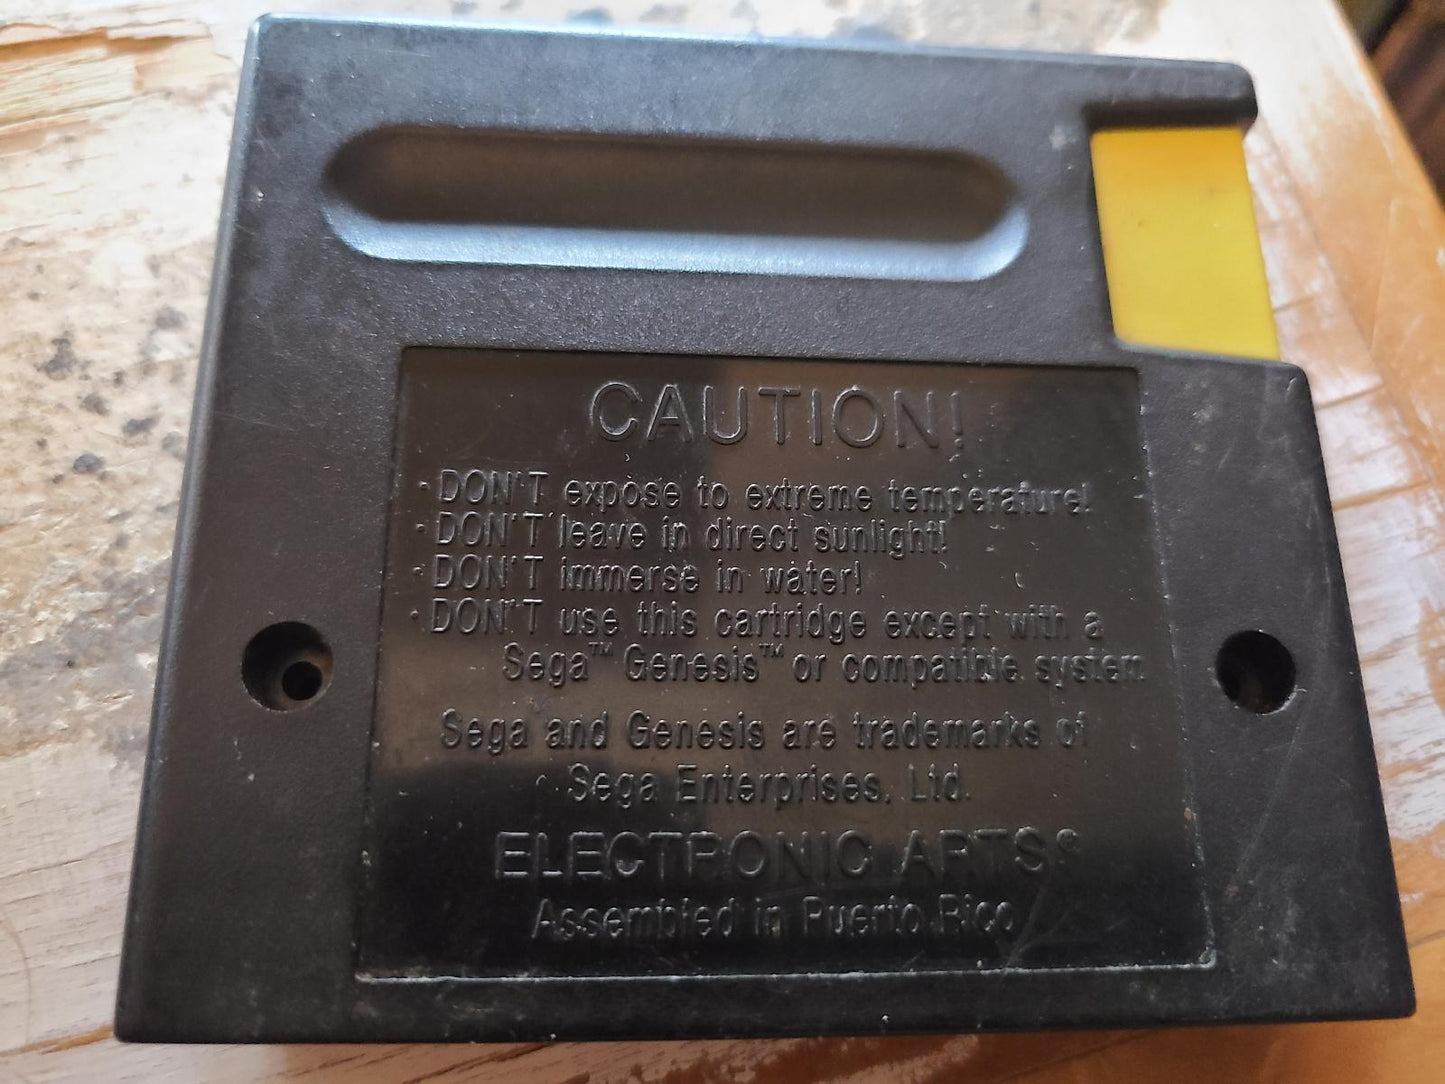 CAUTION!
· DON'T expose to extreme temperature!
· DON'T leave in direct sunlight!
· DON'T immerse in water!
· DON'T use this cartridge except with a
Sega™ Genesis™ or compatible system
Sega and Genesis are trademarks of
Sega Enterprises, Ltd.
ELECTRONIC ARTS®
Assembled in Puerto Rico